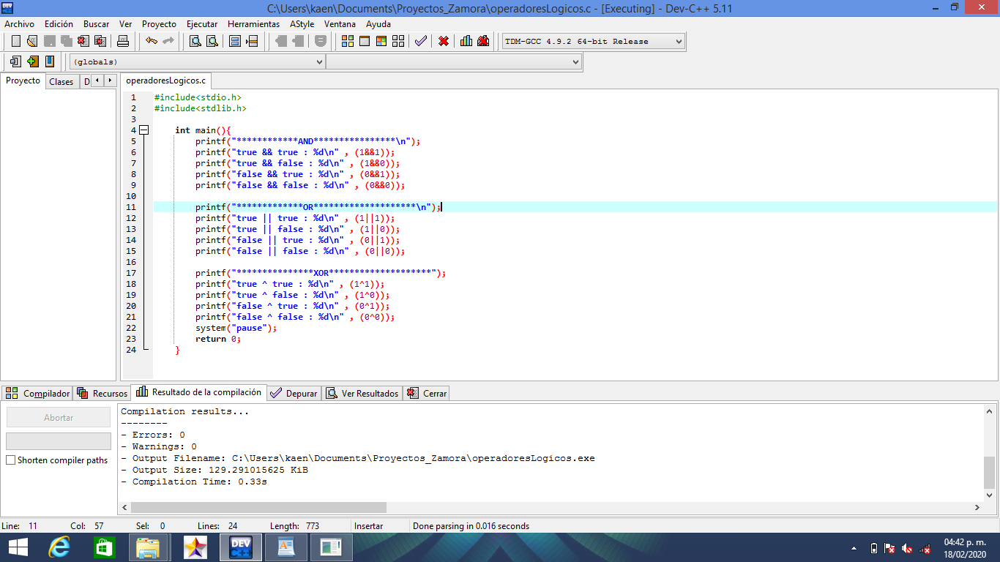 C:\Users\kaen\Documents\Proyectos_Zamora\operadoresLogicos.c - [Executing] - Dev-C++ 5.11
Archivo Edición Buscar Ver Proyecto Ejecutar Herramientas AStyle Ventana Ayuda
TDM-GCC 4.9.2 64-bit Release
(globals)
Proyecto Clases D
operadoresLogicos.c
1 #include<stdio.h>
2 #include<stdlib.h>
3
4 int main(){
5 printf("************AND****************\n");
6 printf("true && true : %d\n" , (1&&1));
7 printf("true && false : %d\n" , (1&&0));
8 printf("false && true : %d\n" , (0&&1));
9 printf("false && false : %d\n" , (0&&0));
10
11 printf("*************OR********************\n");
12 printf("true || true : %d\n" , (1||1));
13 printf("true || false : %d\n" , (1||0));
14 printf("false || true : %d\n" , (0||1));
15 printf("false || false : %d\n" , (0||0));
16
17 printf("***************XOR********************");
18 printf("true ^ true : %d\n" , (1^1));
19 printf("true ^ false : %d\n" , (1^0));
20 printf("false ^ true : %d\n" , (0^1));
21 printf("false ^ false : %d\n" , (0^0));
22 system("pause");
23 return 0;
24 }
Compilador Recursos Resultado de la compilación Depurar Ver Resultados Cerrar
Abortar
Shorten compiler paths
Compilation results...
--------
- Errors: 0
- Warnings: 0
- Output Filename: C:\Users\kaen\Documents\Proyectos_Zamora\operadoresLogicos.exe
- Output Size: 129.291015625 KiB
- Compilation Time: 0.33s
Line: 11 Col: 57 Sel: 0 Lines: 24 Length: 773 Insertar Done parsing in 0.016 seconds
DEV C++
04:42 p. m.
18/02/2020